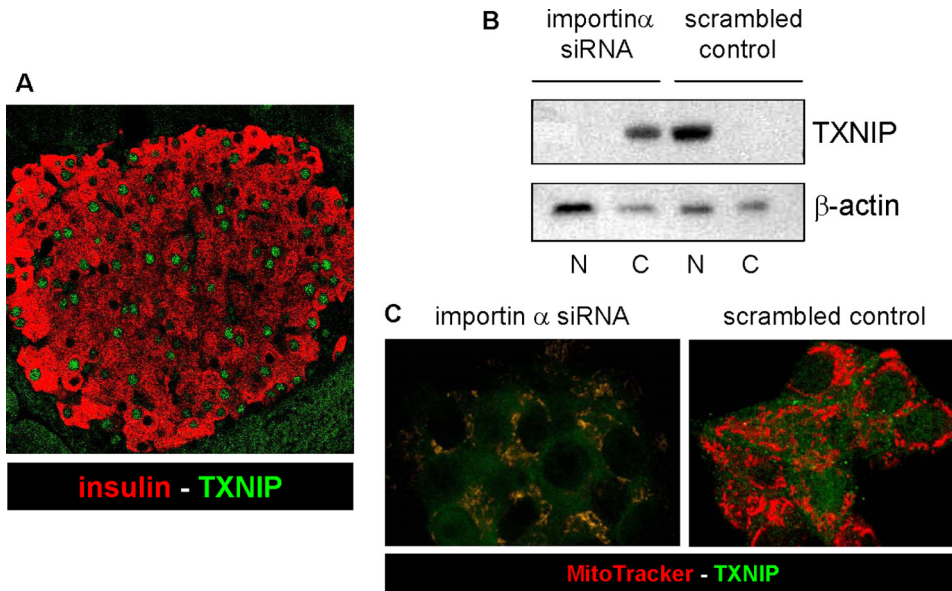 A
insulin - TXNIP
B
importinα siRNA
scrambled control
TXNIP
β-actin
N C N C
C
importin α siRNA
scrambled control
MitoTracker - TXNIP